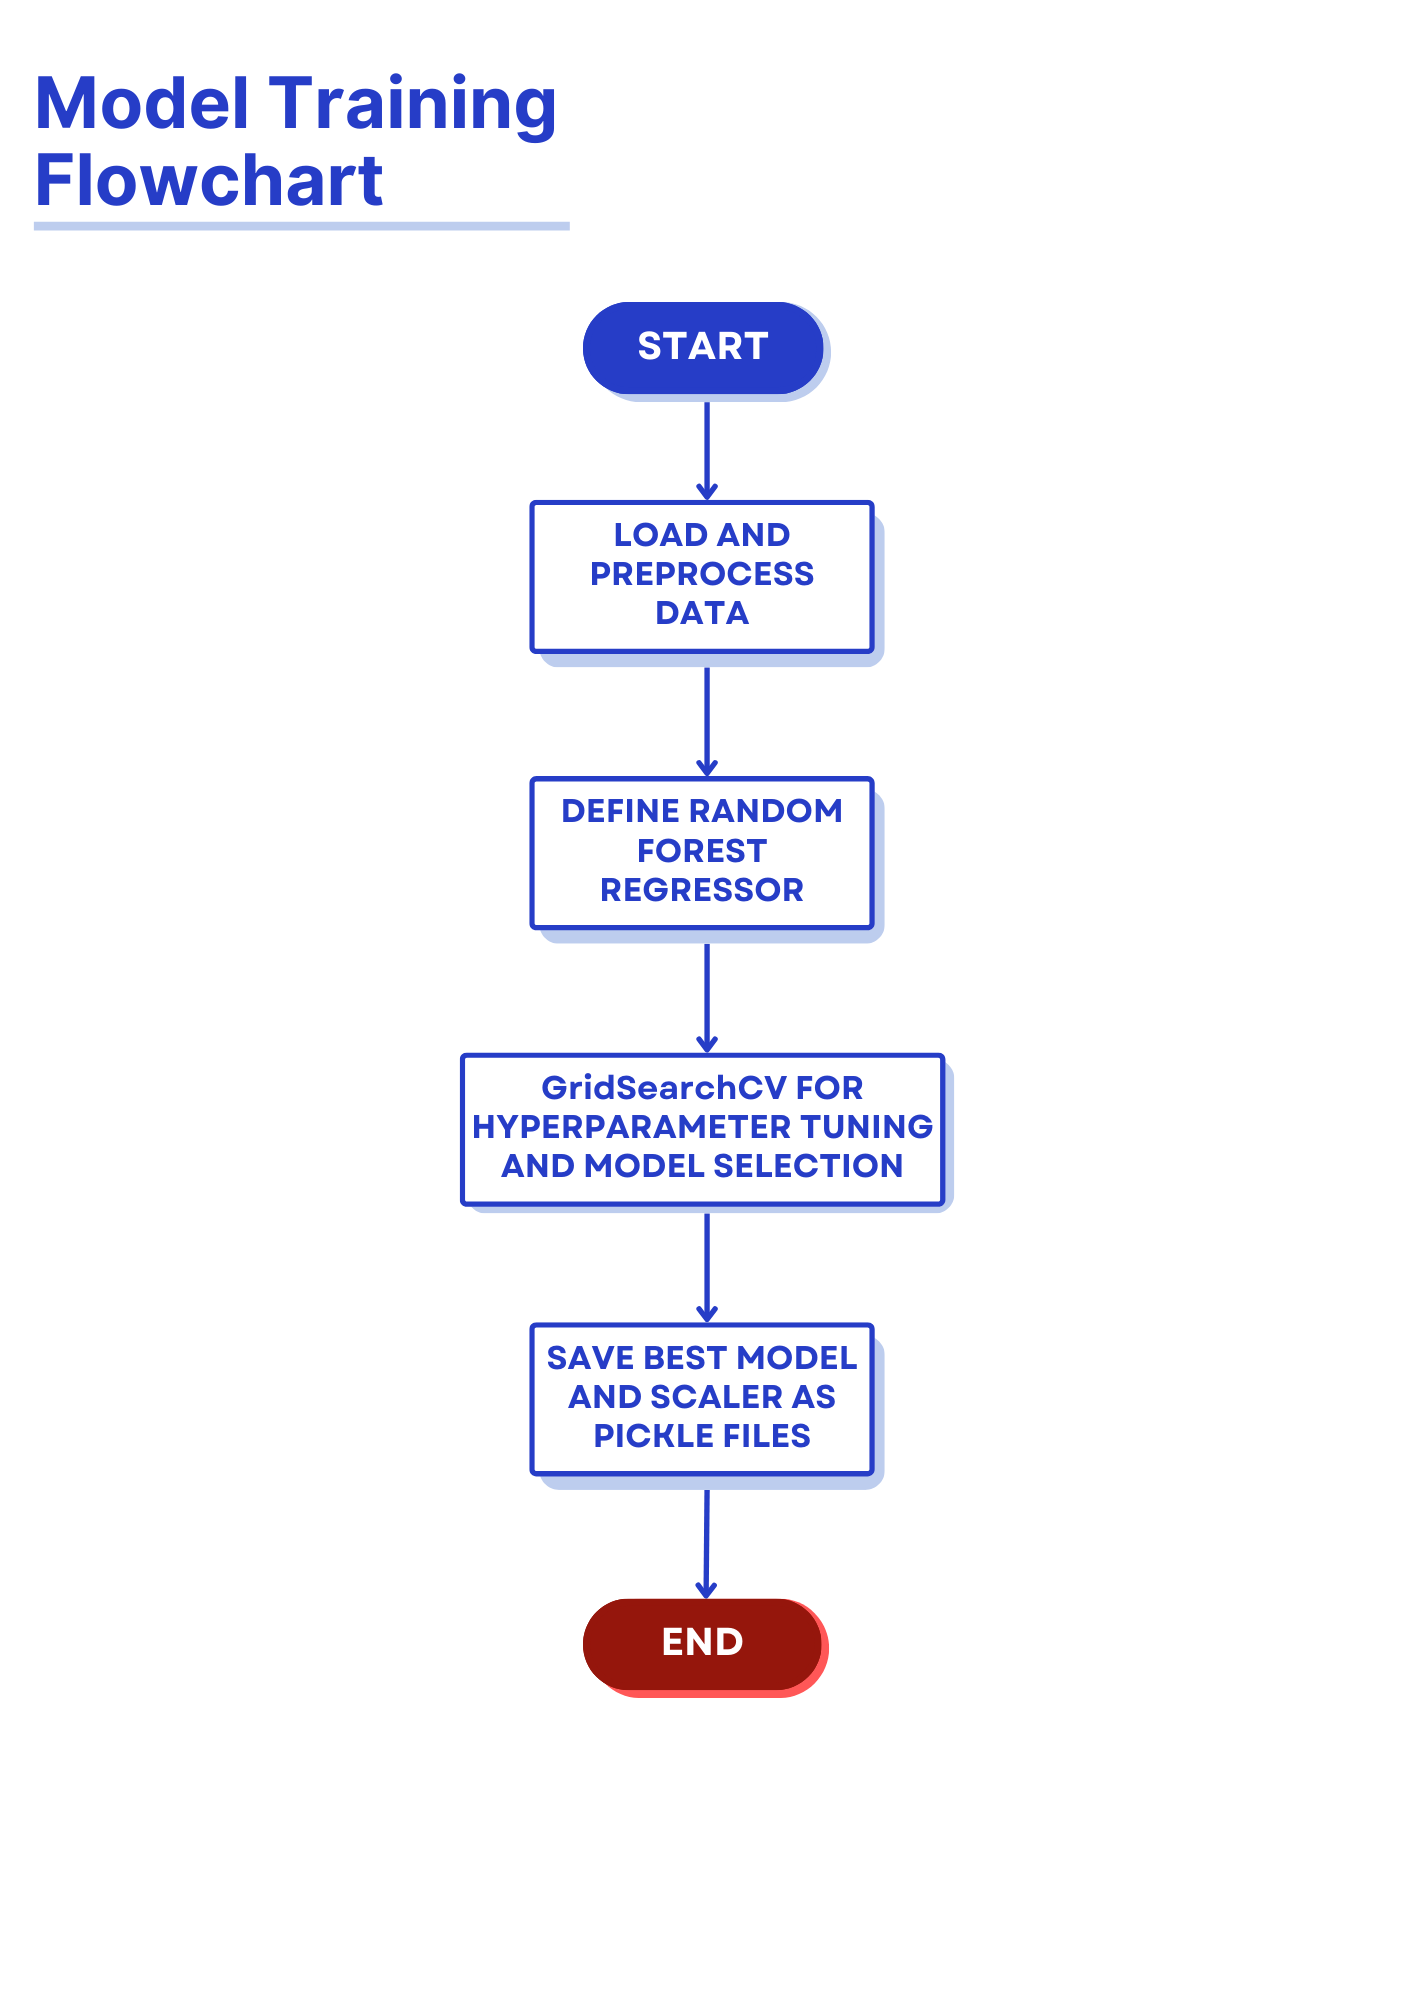 Model Training
Flowchart
START
LOAD AND
PREPROCESS
DATA
DEFINE RANDOM
FOREST
REGRESSOR
GridSearchCV FOR
HYPERPARAMETER TUNING
AND MODEL SELECTION
SAVE BEST MODEL
AND SCALER AS
PICKLE FILES
END